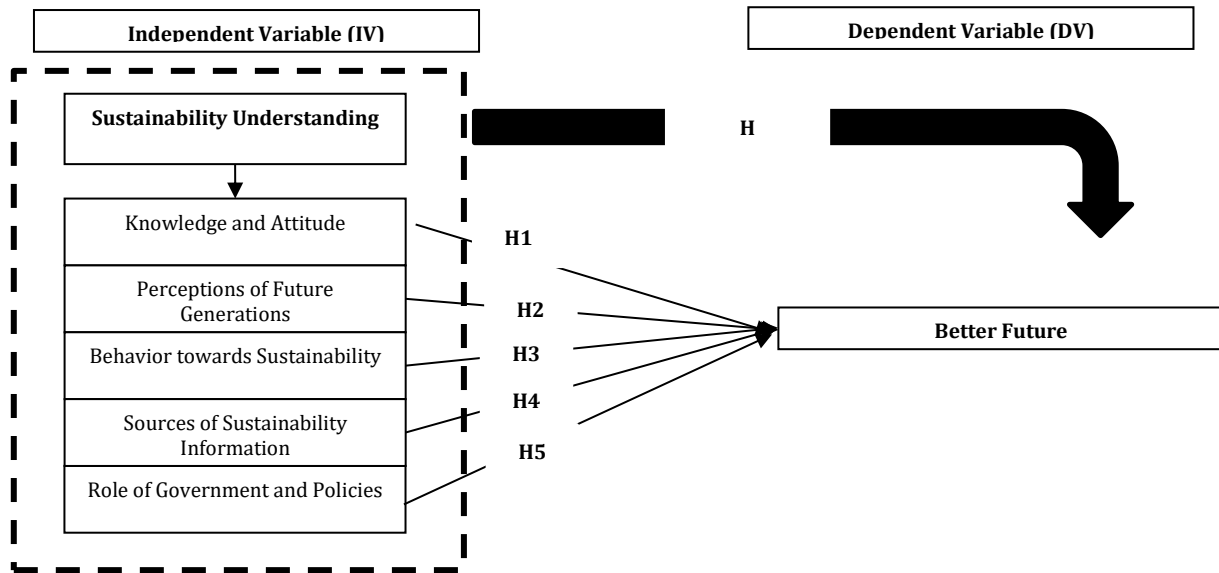 Independent Variable (IV)
Dependent Variable (DV)
Sustainability Understanding
H
Knowledge and Attitude
H1
Perceptions of Future
Generations
H2
Behavior towards Sustainability
H3
Better Future
Sources of Sustainability
Information
H4
Role of Government and Policies
H5